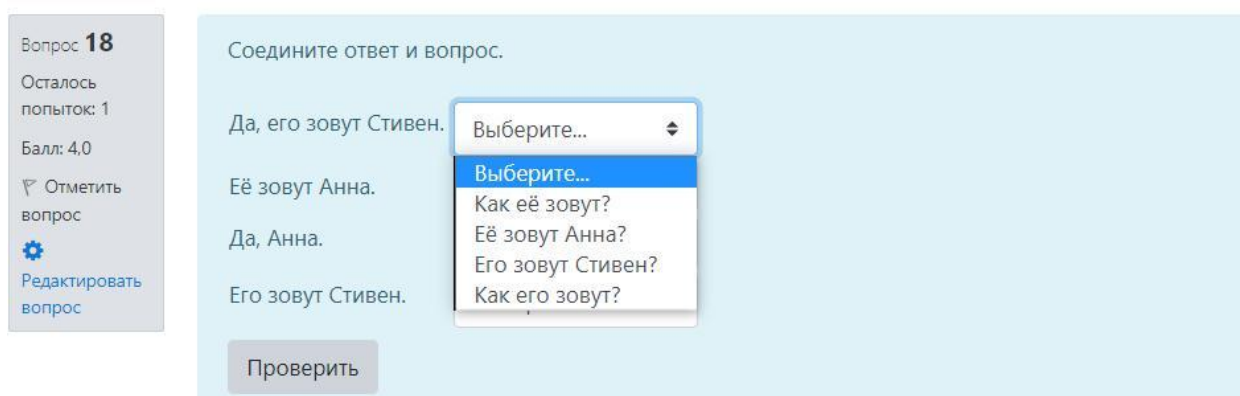 Вопрос 18
Осталось
попыток: 1
Балл: 4,0
Отметить
вопрос
Редактировать
вопрос
Соедините ответ и вопрос.
Да, его зовут Стивен.
Выберите...
Выберите...
Как её зовут?
Её зовут Анна?
Его зовут Стивен?
Как его зовут?
Её зовут Анна.
Да, Анна.
Его зовут Стивен.
Проверить